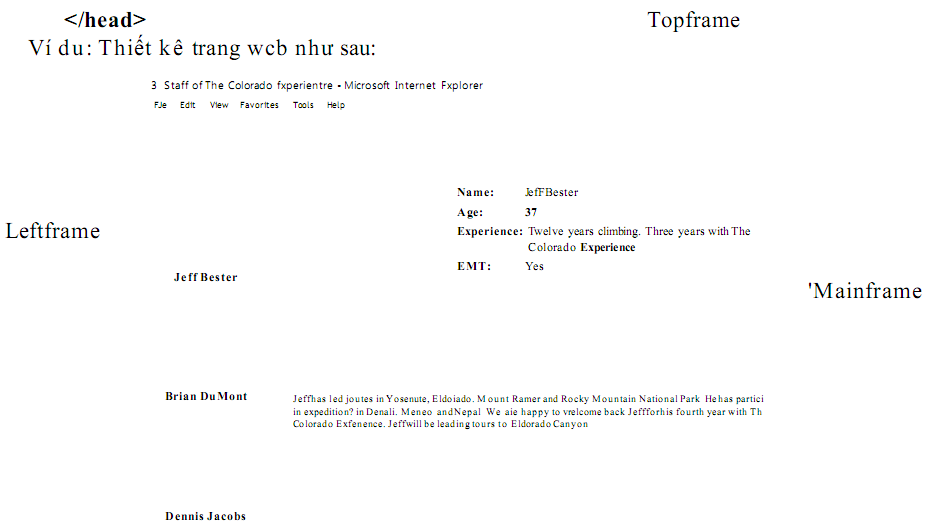 </head>
Topframe
Ví du: Thiết kê trang wcb như sau:
3 Staff of The Colorado fxperientre - Microsoft Internet Fxplorer
FJe Edit View Favorites Tools Help
Name: JefFBester
Age: 37
Leftframe
Experience: Twelve years climbing. Three years with The
Colorado Experience
EMT: Yes
Jeff Bester
'Mainframe
Brian DuMont
Jeffhas led joutes in Yosenute, Eldoiado. Mount Ramer and Rocky Mountain National Park He has partici
in expedition? in Denali. Meneo and Nepal We aie happy to vrelcome back Jeffforhis fourth year with Th
Colorado Exfenence. Jeffwill be leading tours to Eldorado Canyon
Dennis Jacobs